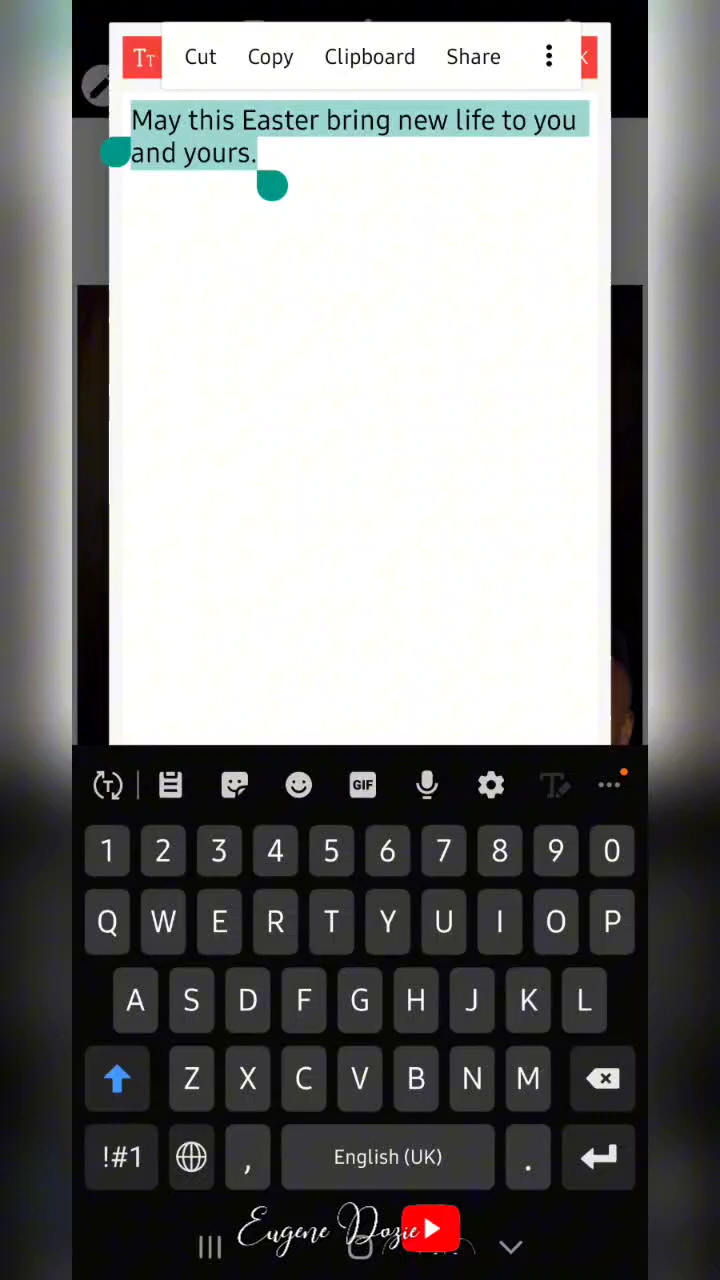 Tт Cut Copy Clipboard Share K
May this Easter bring new life to you
and yours.
T GIF T
1 2 3 4 5 6 7 8 9 0
Q W E R T Y U I O P
A S D F G H J K L
Z X C V B N M
!#1 , English (UK) .
Eugene Dozie